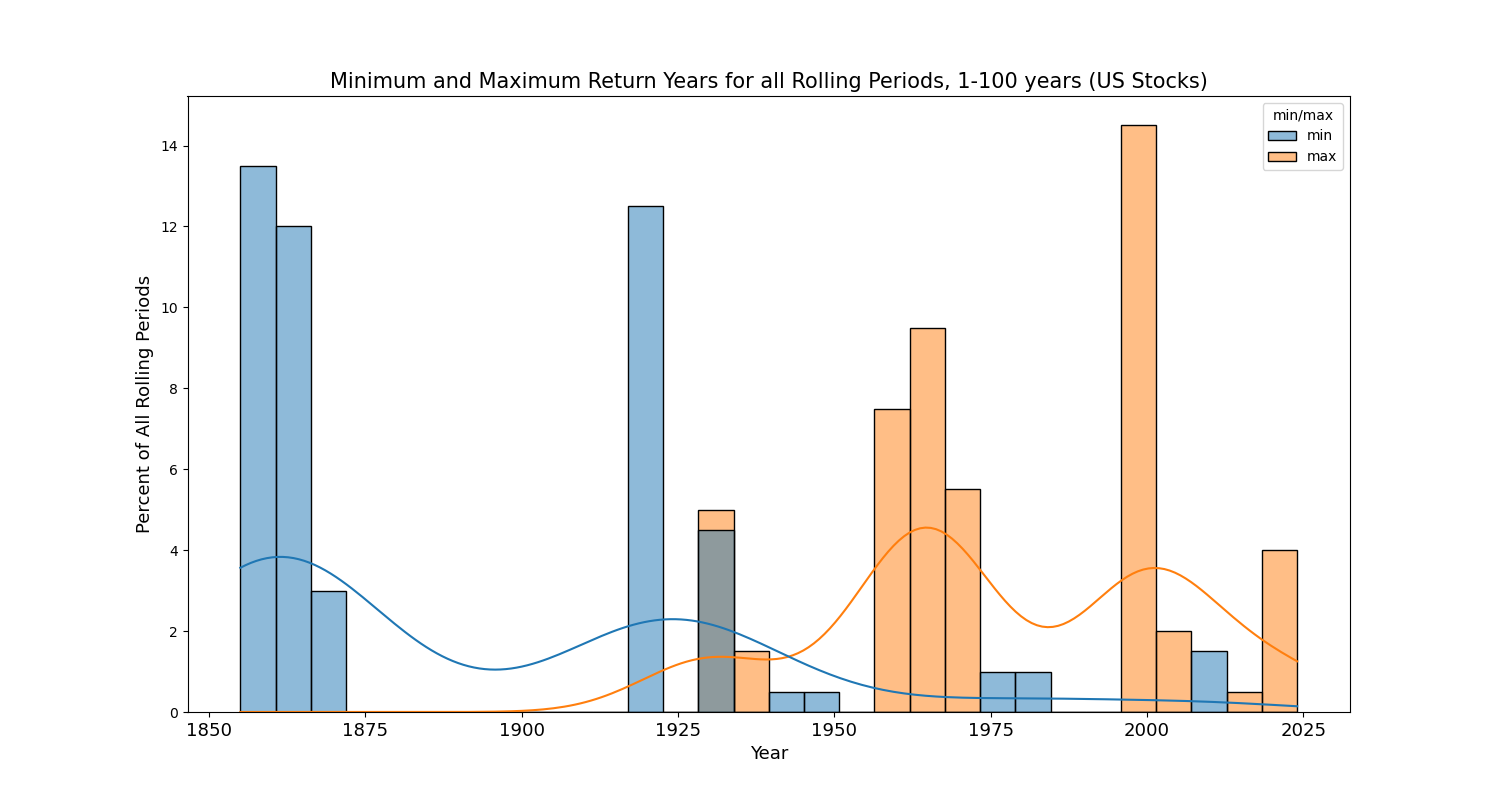 Minimum and Maximum Return Years for all Rolling Periods, 1-100 years (US Stocks)
min/max
min
max
Percent of All Rolling Periods
14
12
10
8
6
4
2
0
1850 1875 1900 1925 1950 1975 2000 2025
Year